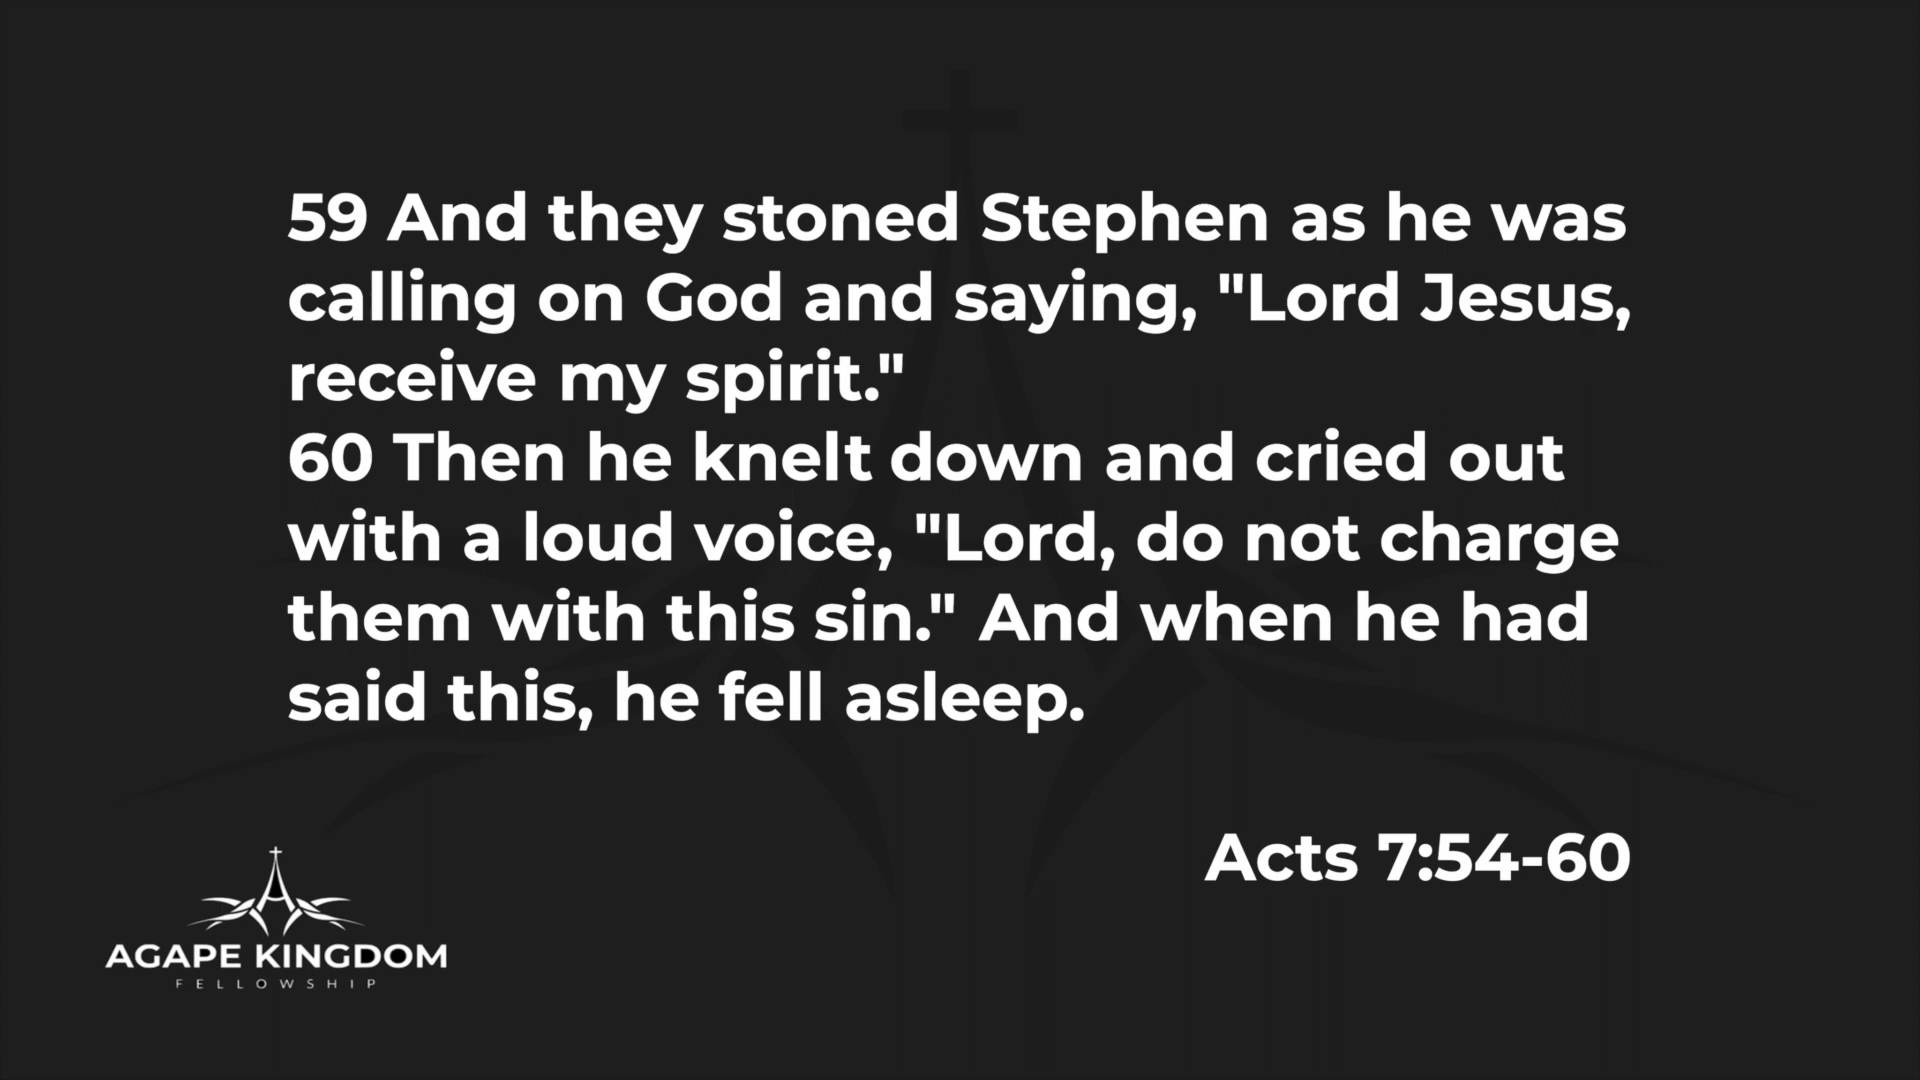 59 And they stoned Stephen as he was
calling on God and saying, "Lord Jesus,
receive my spirit."
60 Then he knelt down and cried out
with a loud voice, "Lord, do not charge
them with this sin." And when he had
said this, he fell asleep.
Acts 7:54-60
AGAPE KINGDOM
FELLOWSHIP